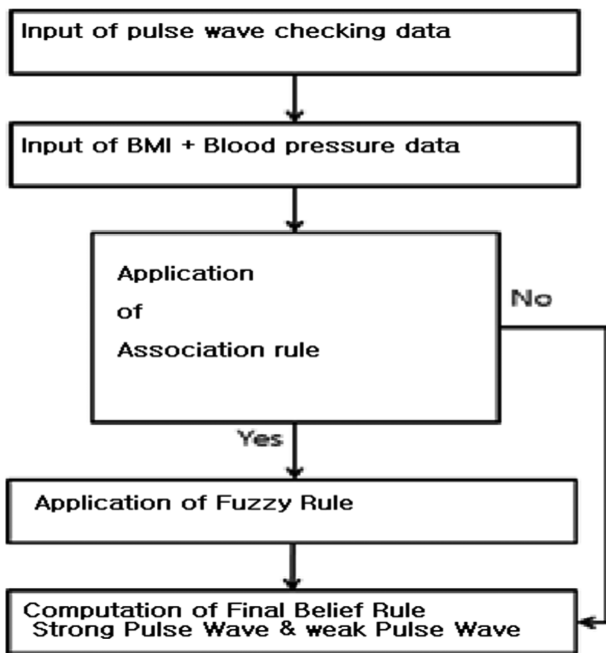 Input of pulse wave checking data
Input of BMI + Blood pressure data
Application
of
Association rule
No
Yes
Application of Fuzzy Rule
Computation of Final Belief Rule
Strong Pulse Wave & weak Pulse Wave